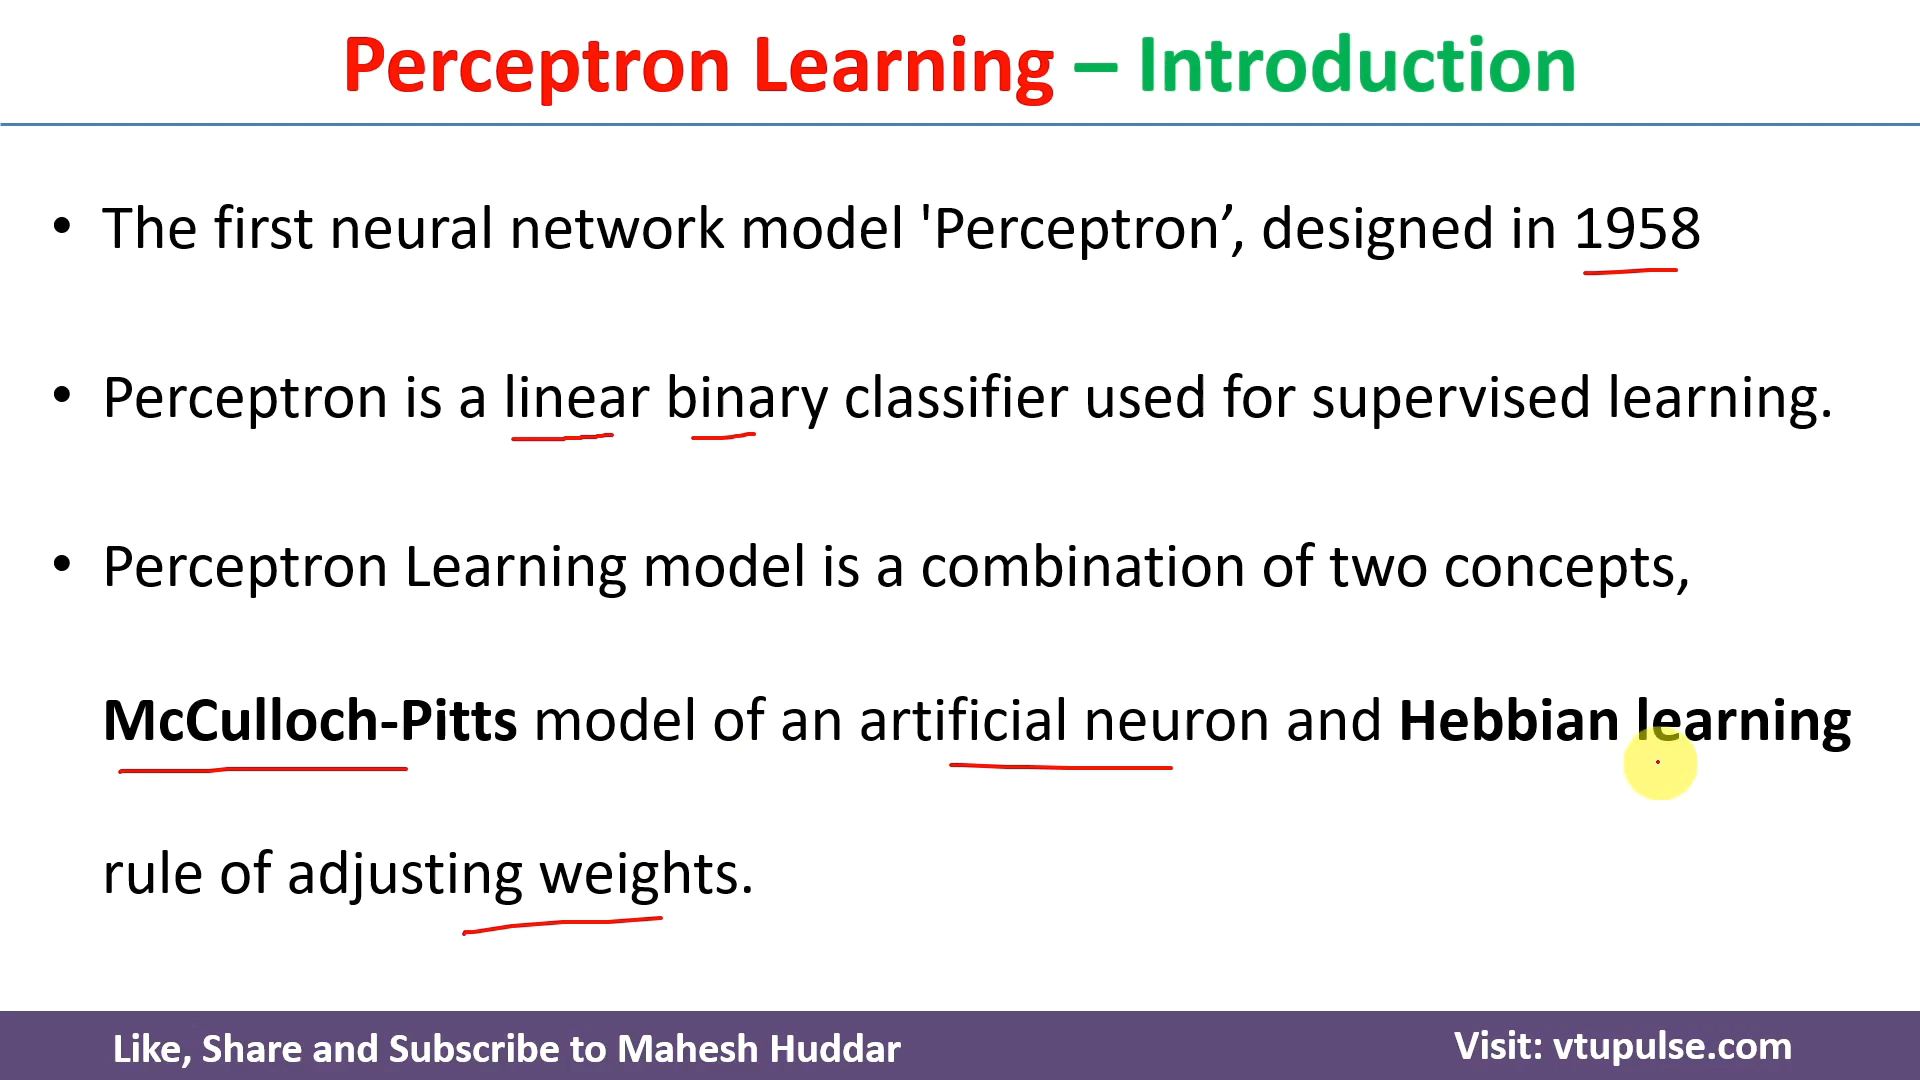 Perceptron Learning – Introduction
• The first neural network model 'Perceptron’, designed in 1958
• Perceptron is a linear binary classifier used for supervised learning.
• Perceptron Learning model is a combination of two concepts,
McCulloch-Pitts model of an artificial neuron and Hebbian learning
rule of adjusting weights.
Like, Share and Subscribe to Mahesh Huddar
Visit: vtupulse.com